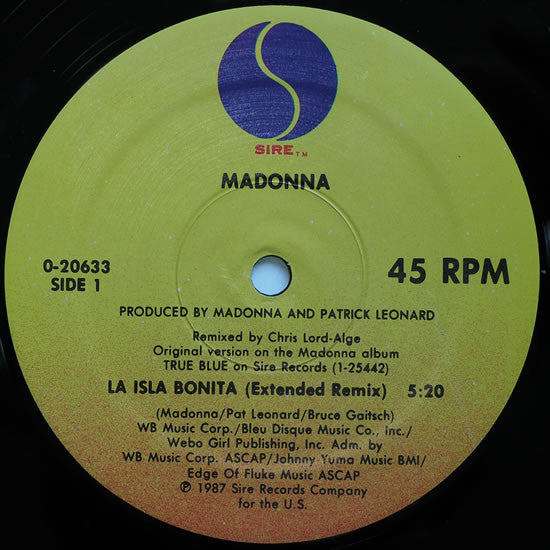 SIRE TM
MADONNA
0-20633
SIDE 1
45 RPM
PRODUCED BY MADONNA AND PATRICK LEONARD
Remixed by Chris Lord-Alge
Original version on the Madonna album
TRUE BLUE on Sire Records (1-25442)
LA ISLA BONITA (Extended Remix) 5:20
(Madonna/Pat Leonard/Bruce Gaitsch)
WB Music Corp./Bleu Disque Music Co., Inc./
Webo Girl Publishing, Inc. Adm. by
WB Music Corp. ASCAP/Johnny Yuma Music BMI/
Edge Of Fluke Music ASCAP
℗ 1987 Sire Records Company
for the U.S.